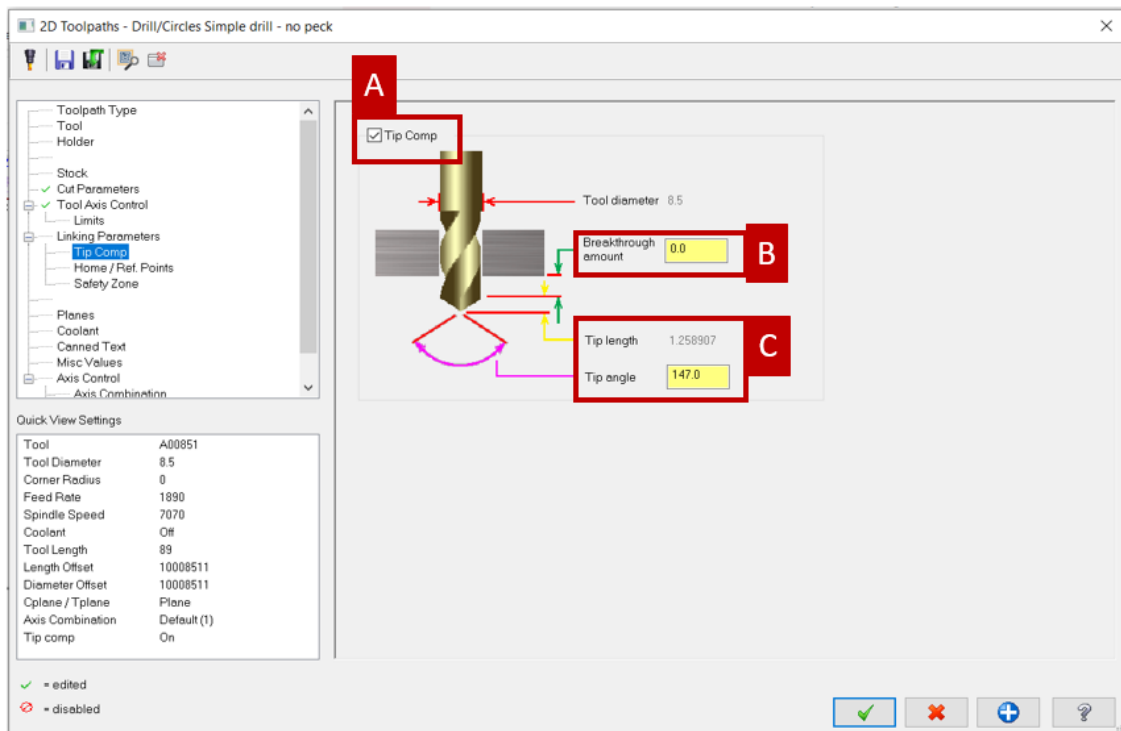 2D Toolpaths - Drill/Circles Simple drill - no peck
A
Toolpath Type
Tool
Holder
Stock
Cut Parameters
Tool Axis Control
Limits
Linking Parameters
Tip Comp
Home / Ref. Points
Safety Zone
Planes
Coolant
Canned Text
Misc Values
Axis Control
Axis Combination
Tip Comp
Tool diameter 8.5
Breakthrough
amount 0.0
B
Tip length 1.258907
C
Tip angle 147.0
Quick View Settings
Tool A00851
Tool Diameter 8.5
Corner Radius 0
Feed Rate 1890
Spindle Speed 7070
Coolant Off
Tool Length 89
Length Offset 10008511
Diameter Offset 10008511
Cplane / Tplane Plane
Axis Combination Default (1)
Tip comp On
= edited
= disabled